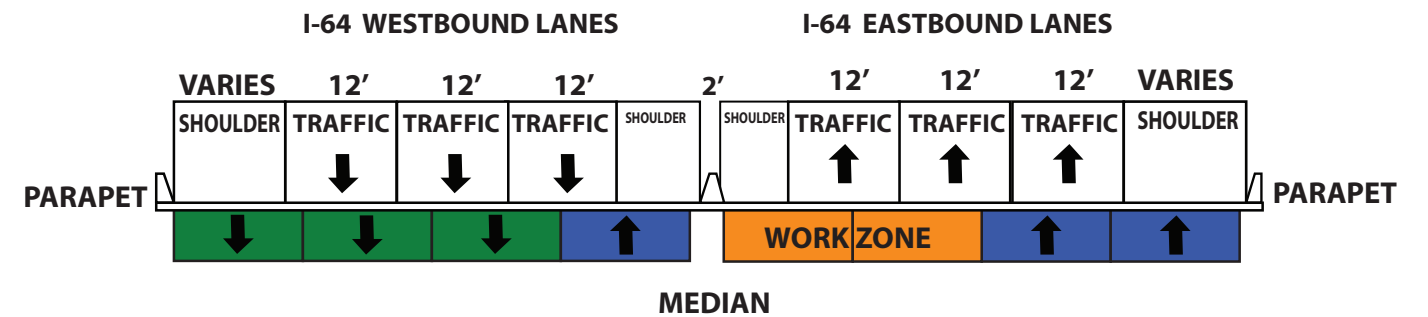 I-64 WESTBOUND LANES
I-64 EASTBOUND LANES
VARIES 12’ 12’ 12’ 2’ 12’ 12’ 12’ VARIES
SHOULDER TRAFFIC TRAFFIC TRAFFIC SHOULDER SHOULDER TRAFFIC TRAFFIC TRAFFIC SHOULDER
PARAPET
PARAPET
WORK ZONE
MEDIAN